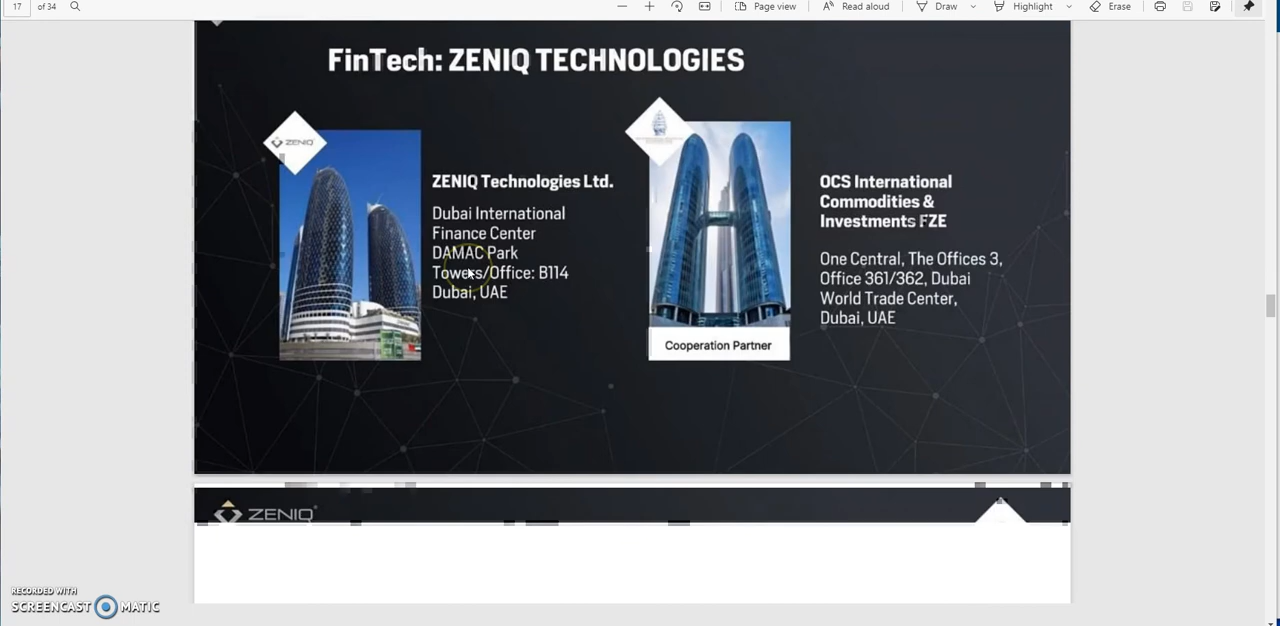 17 of 34
Page view
Read aloud
Draw
Highlight
Erase
FinTech: ZENIQ TECHNOLOGIES
ZENIQ
ZENIQ Technologies Ltd.
Dubai International
Finance Center
DAMAC Park
Towers/Office: B114
Dubai, UAE
Cooperation Partner
OCS International
Commodities &
Investments FZE
One Central, The Offices 3,
Office 361/362, Dubai
World Trade Center,
Dubai, UAE
ZENIQ®
RECORDED WITH
SCREENCAST MATIC